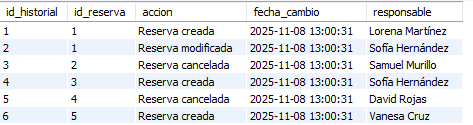 id_historial id_reserva accion fecha_cambio responsable
1 1 Reserva creada 2025-11-08 13:00:31 Lorena Martínez
2 1 Reserva modificada 2025-11-08 13:00:31 Sofía Hernández
3 2 Reserva cancelada 2025-11-08 13:00:31 Samuel Murillo
4 3 Reserva creada 2025-11-08 13:00:31 Sofía Hernández
5 4 Reserva cancelada 2025-11-08 13:00:31 David Rojas
6 5 Reserva creada 2025-11-08 13:00:31 Vanesa Cruz